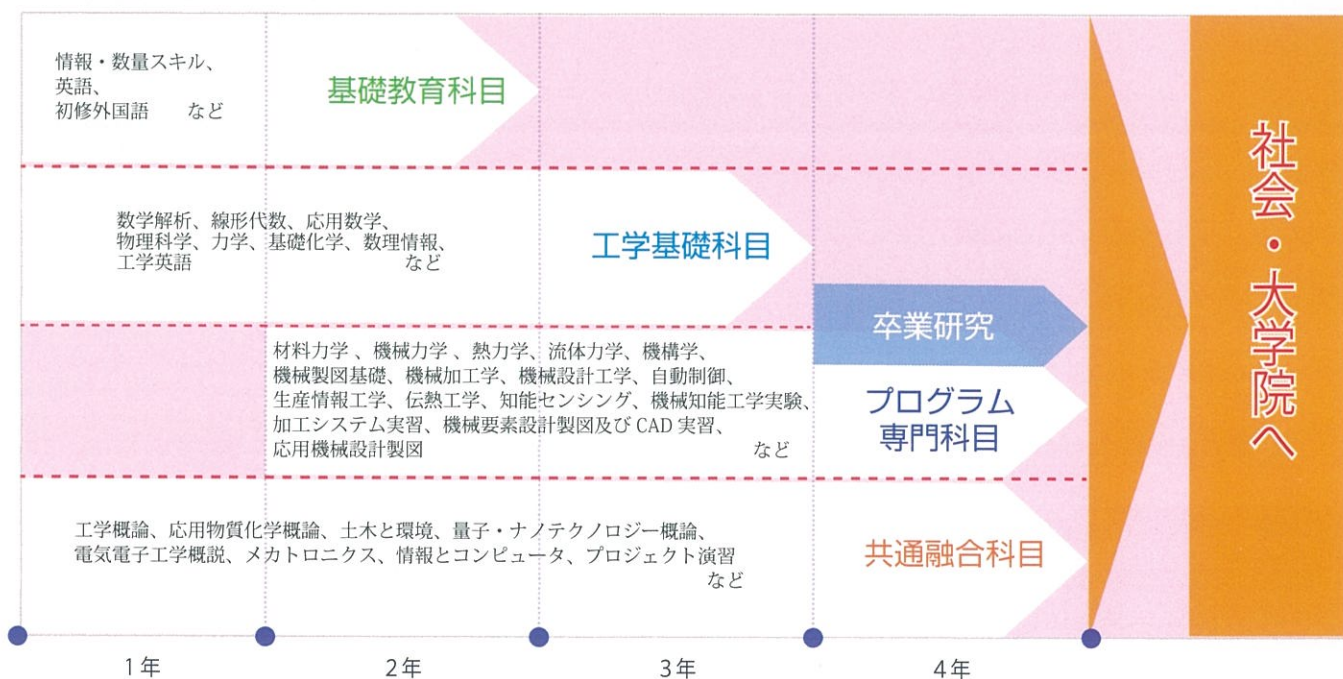 情報・数量スキル、
英語、
初修外国語　　など
基礎教育科目
数学解析、線形代数、応用数学、
物理科学、力学、基礎化学、数理情報、
工学英語　　など
工学基礎科目
卒業研究
材料力学 、機械力学 、熱力学、流体力学、機構学、
機械製図基礎、機械加工学、機械設計工学、自動制御、
生産情報工学、伝熱工学、知能センシング、機械知能工学実験、
加工システム実習、機械要素設計製図及び CAD 実習、
応用機械設計製図　　など
プログラム
専門科目
工学概論、応用物質化学概論、土木と環境、量子・ナノテクノロジー概論、
電気電子工学概説、メカトロニクス、情報とコンピュータ、プロジェクト演習
など
共通融合科目
社会・大学院へ
1年
2年
3年
4年